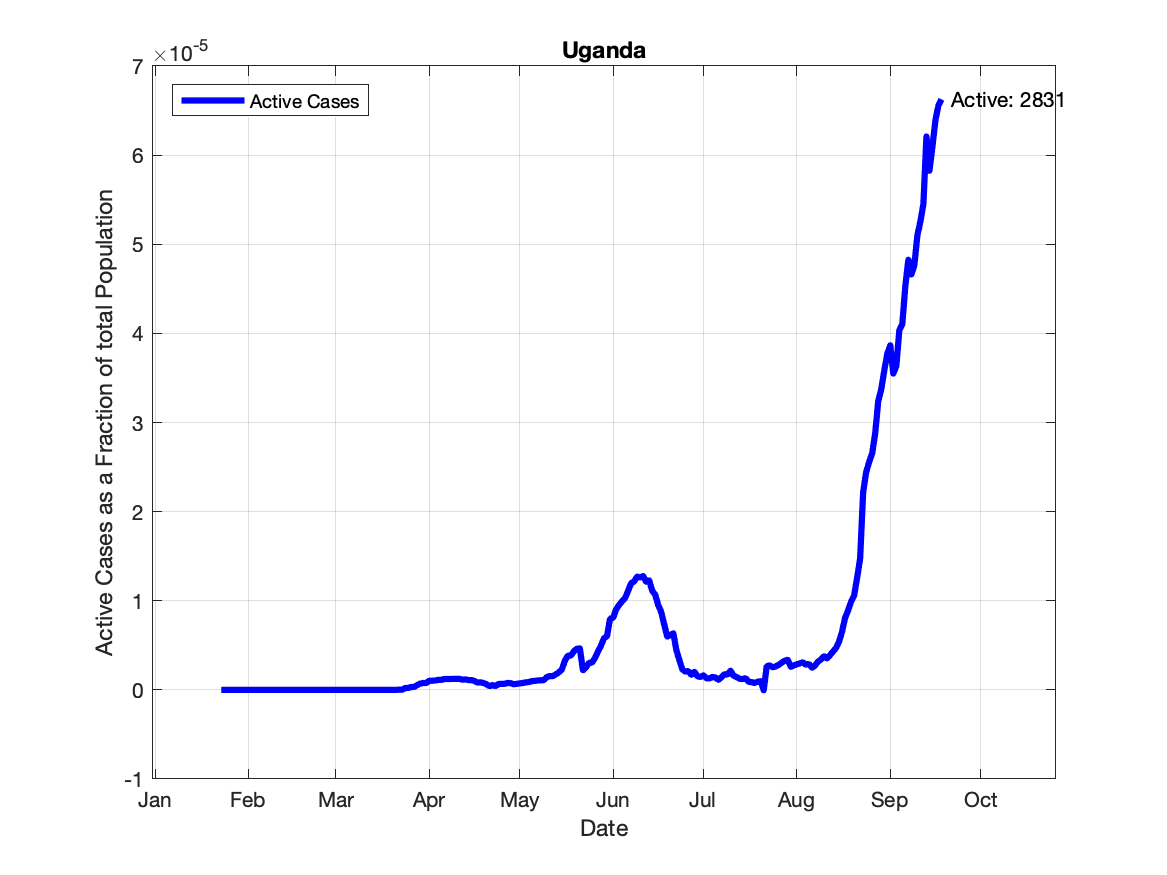 Uganda
×10-5
Active Cases
Active: 2831
7
6
5
4
3
2
1
0
-1
Active Cases as a Fraction of total Population
Jan Feb Mar Apr May Jun Jul Aug Sep Oct
Date